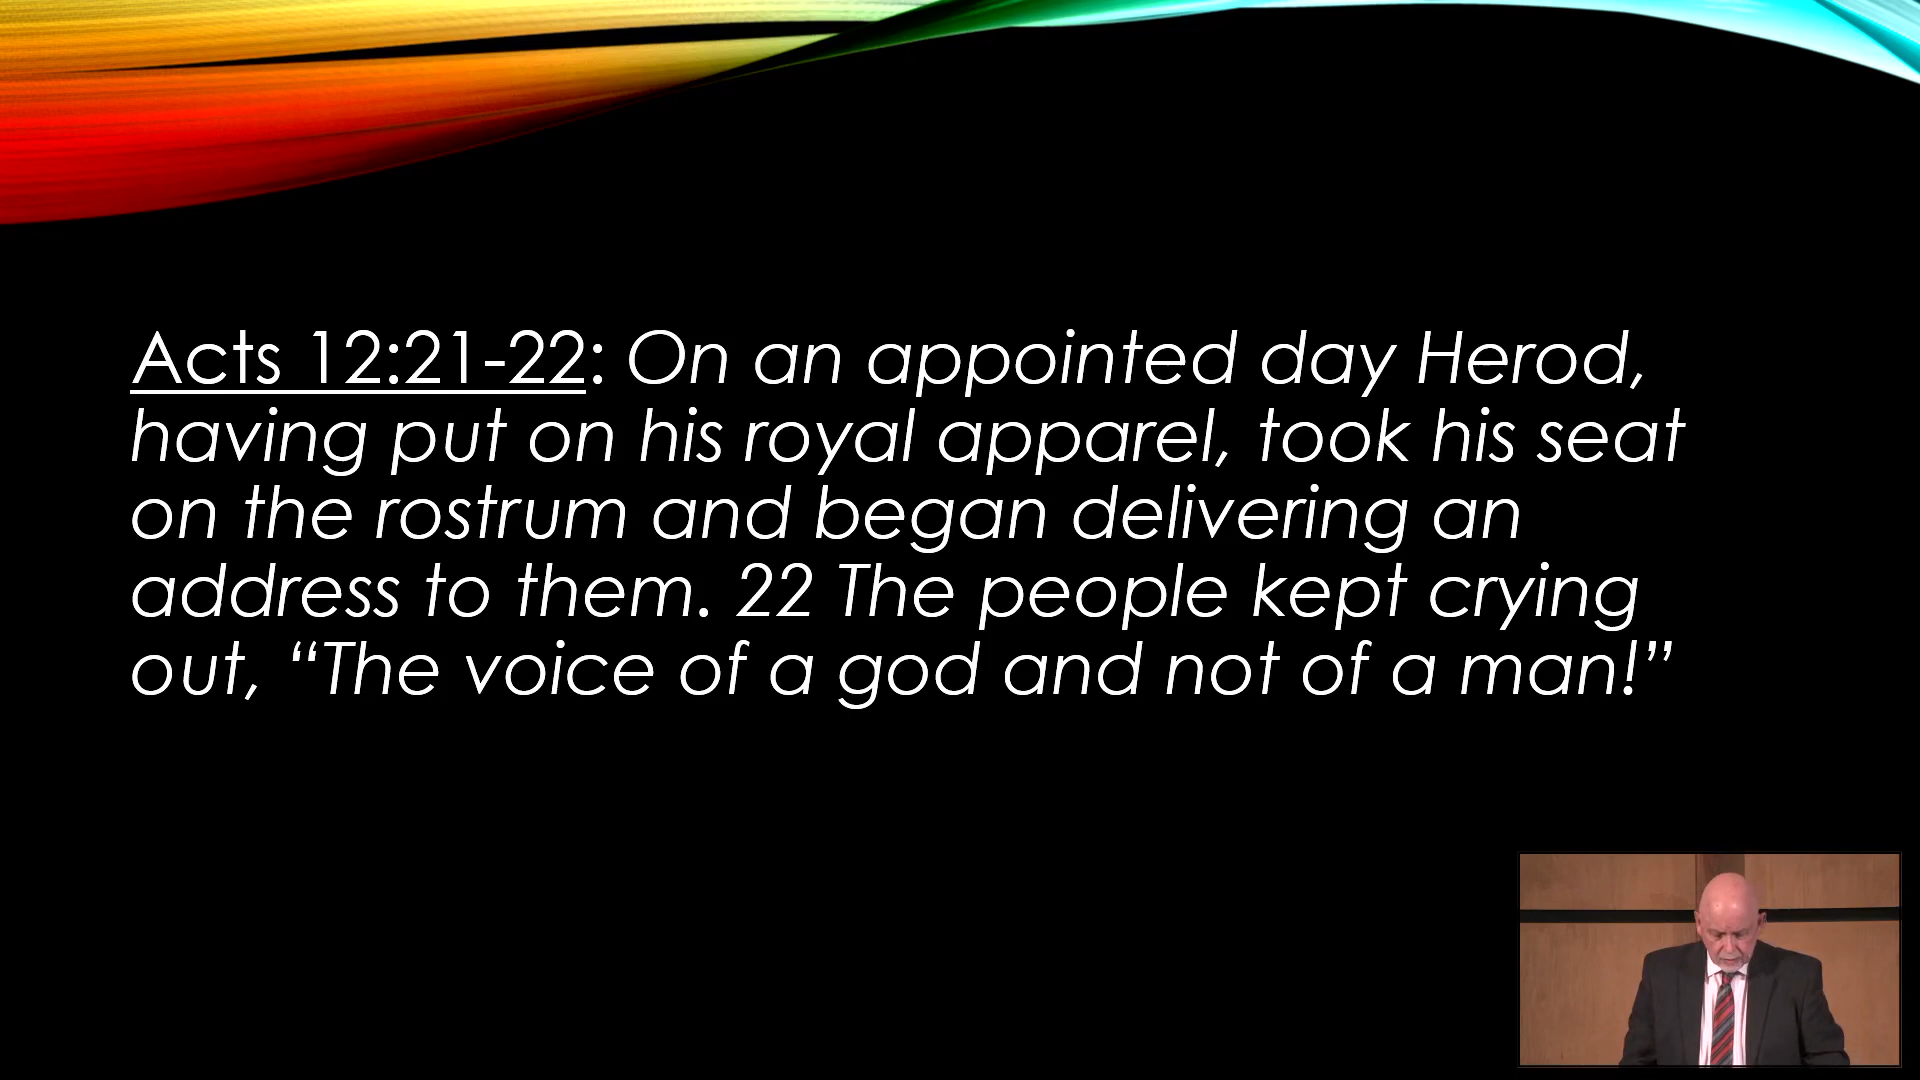 Acts 12:21-22: On an appointed day Herod,
having put on his royal apparel, took his seat
on the rostrum and began delivering an
address to them. 22 The people kept crying
out, “The voice of a god and not of a man!”